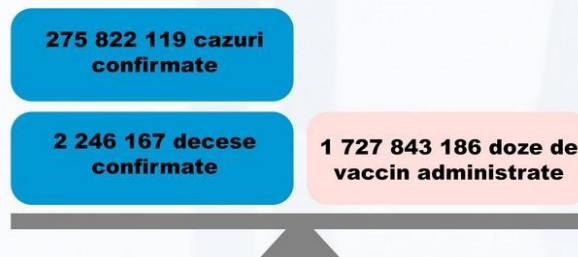 275 822 119 cazuri
confirmate
2 246 167 decese
confirmate
1 727 843 186 doze de
vaccin administrate